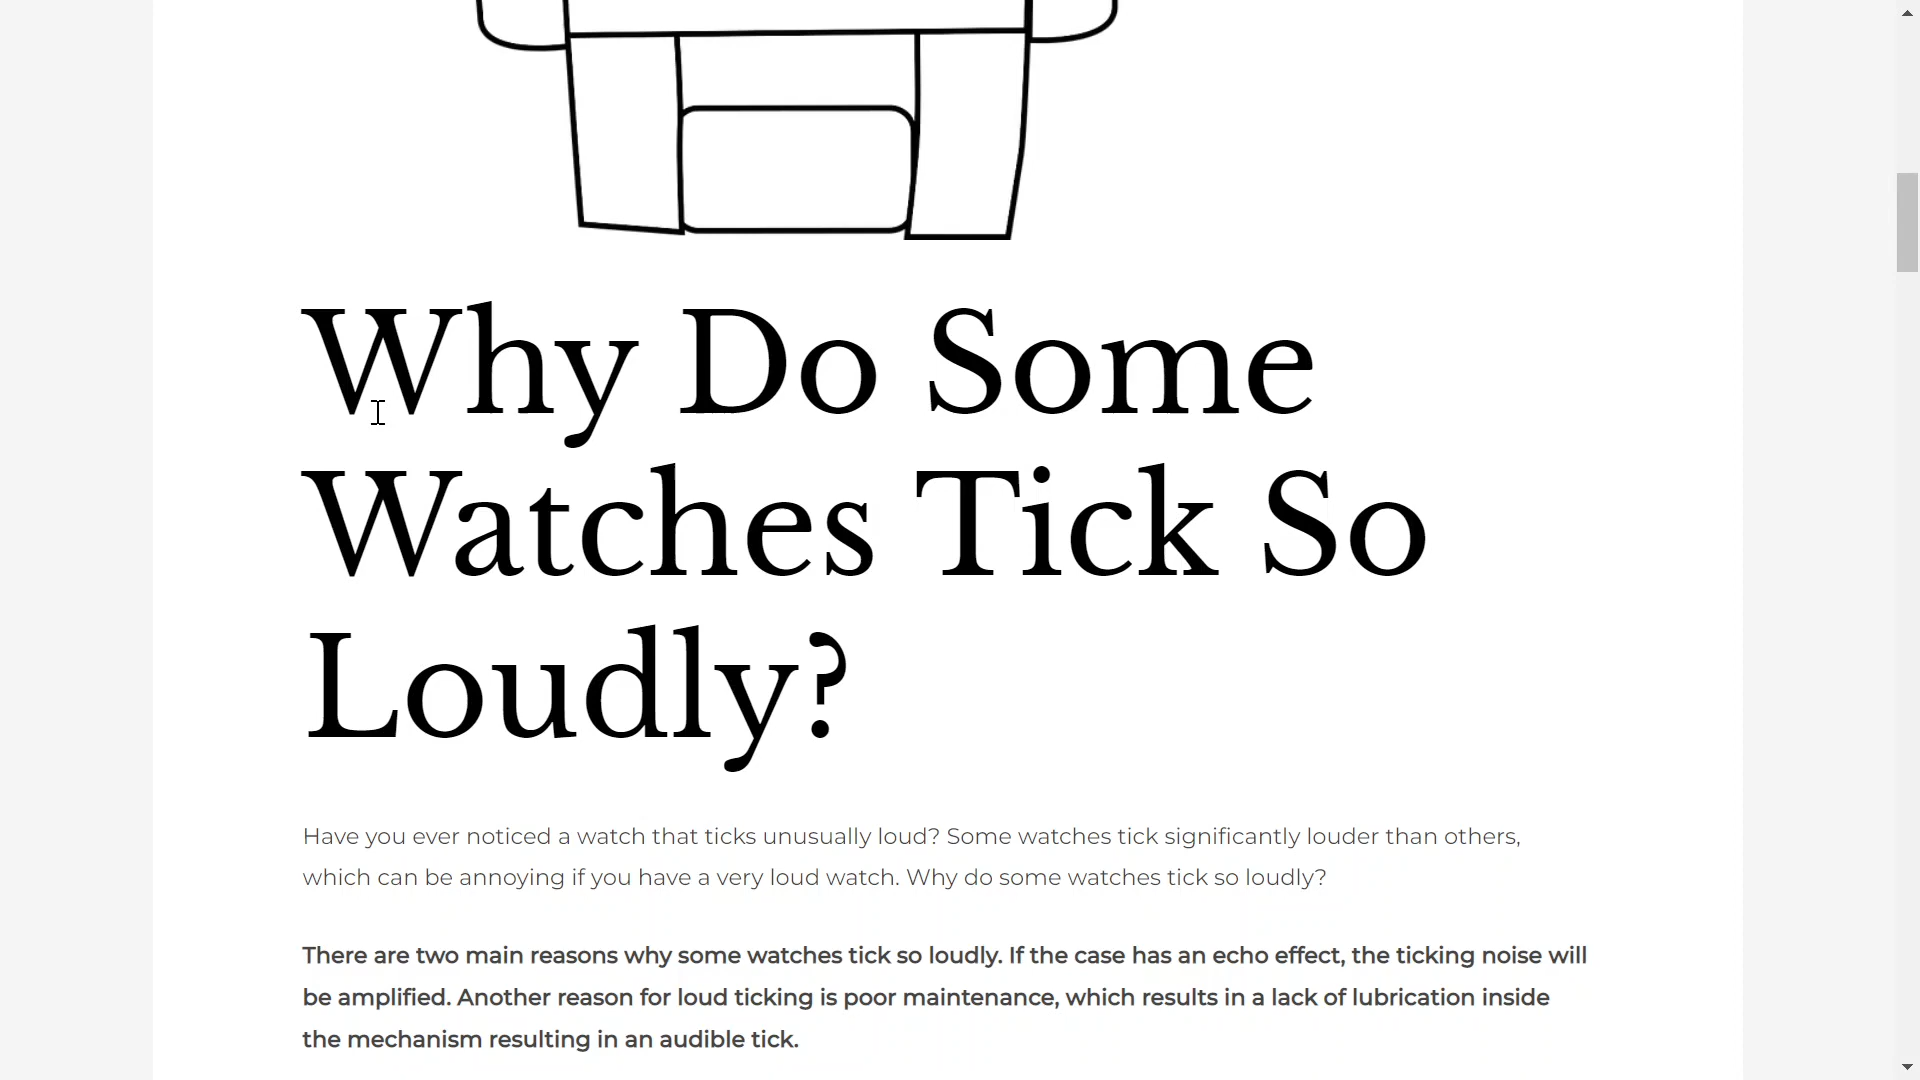 Why Do Some
Watches Tick So
Loudly?
Have you ever noticed a watch that ticks unusually loud? Some watches tick significantly louder than others,
which can be annoying if you have a very loud watch. Why do some watches tick so loudly?
There are two main reasons why some watches tick so loudly. If the case has an echo effect, the ticking noise will
be amplified. Another reason for loud ticking is poor maintenance, which results in a lack of lubrication inside
the mechanism resulting in an audible tick.